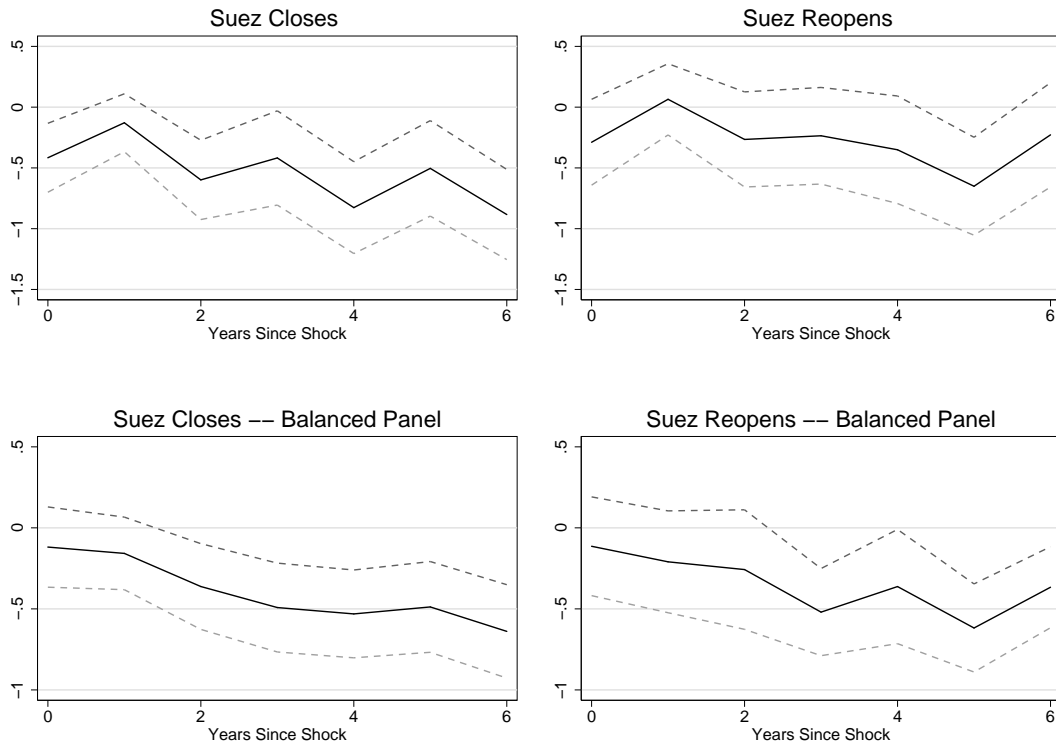 Suez Closes
.5
0
−.5
−1
−1.5
0 2 4 6
Years Since Shock
Suez Reopens
.5
0
−.5
−1
−1.5
0 2 4 6
Years Since Shock
Suez Closes −− Balanced Panel
.5
0
−.5
−1
0 2 4 6
Years Since Shock
Suez Reopens −− Balanced Panel
.5
0
−.5
−1
0 2 4 6
Years Since Shock